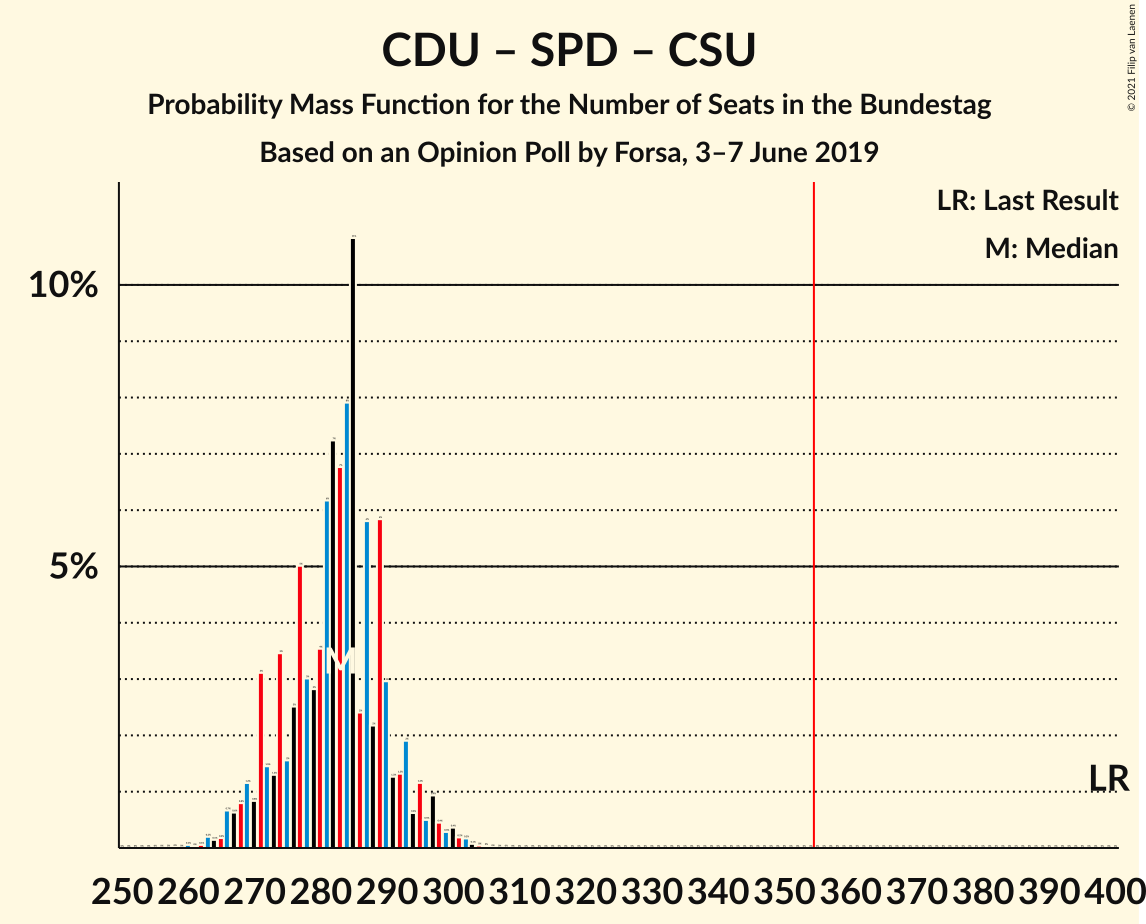 CDU – SPD – CSU
Probability Mass Function for the Number of Seats in the Bundestag
Based on an Opinion Poll by Forsa, 3–7 June 2019
© 2021 Filip van Laenen
LR: Last Result
M: Median
10%
5%
M
LR
250 260 270 280 290 300 310 320 330 340 350 360 370 380 390 400